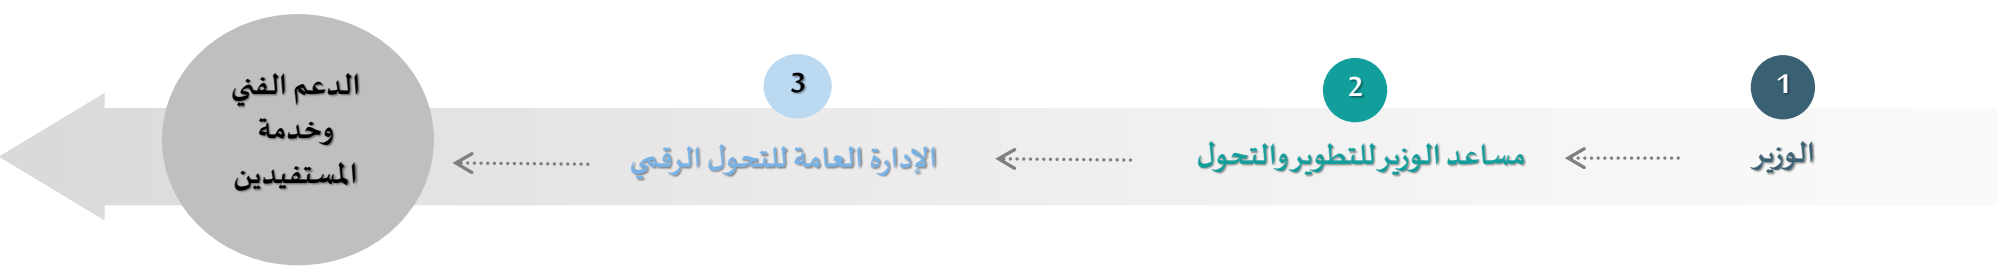 1
الوزير
2
مساعد الوزير للتطوير والتحول
3
الإدارة العامة للتحول الرقمي
الدعم الفني
وخدمة
المستفيدين